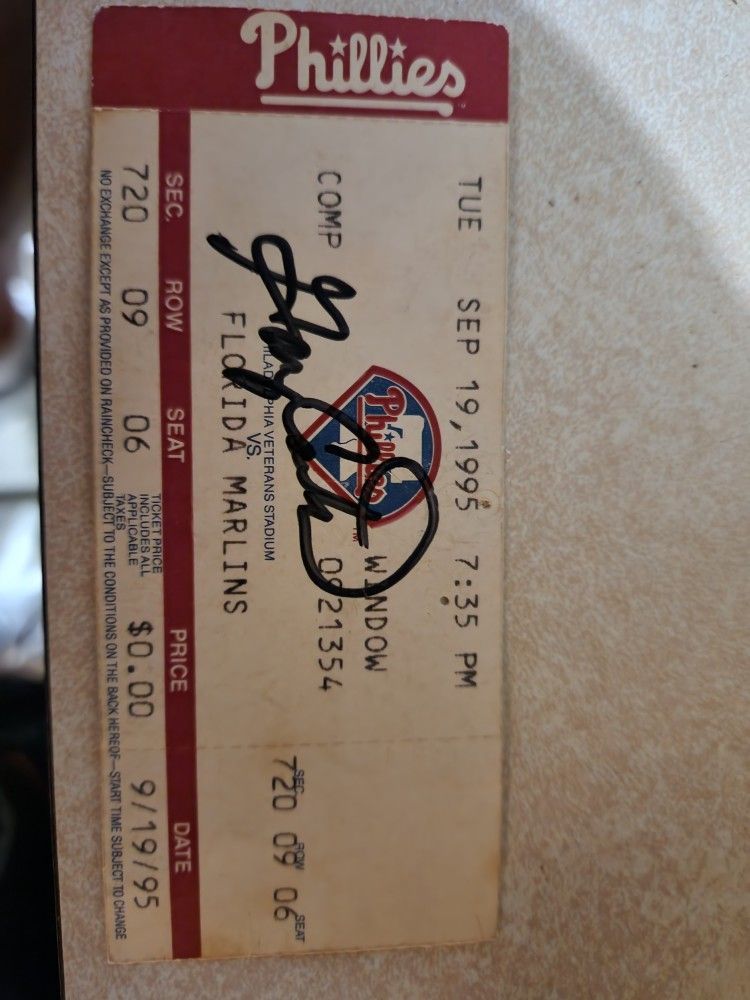 Phillies
TUE SEP 19,1995 7:35 PM
Phillies
WINDOW
COMP 0921354
PHILADELPHIA VETERANS STADIUM
VS.
FLORIDA MARLINS
SEC. ROW SEAT
720 09 06
SEC. ROW SEAT PRICE DATE
720 09 06 TICKET PRICE INCLUDES ALL APPLICABLE TAXES $0.00 9/19/95
NO EXCHANGE EXCEPT AS PROVIDED ON RAINCHECK—SUBJECT TO THE CONDITIONS ON THE BACK HEREOF—START TIME SUBJECT TO CHANGE